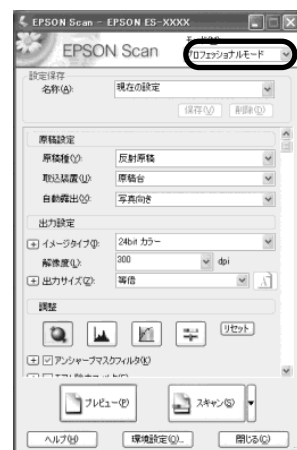 EPSON Scan - EPSON ES-XXXX
EPSON Scan
プロフェッショナルモード
設定保存
名称(A): 現在の設定
保存(V) 削除(D)
原稿設定
原稿種(Y): 反射原稿
取込装置(U): 原稿台
自動露出(X): 写真向き
出力設定
イメージタイプ(I): 24bit カラー
解像度(L): 300 dpi
出力サイズ(Z): 等倍
調整
リセット
アンシャープマスクフィルタ(K)
プレビュー(P) スキャン(S)
ヘルプ(H) 環境設定(O)... 閉じる(C)